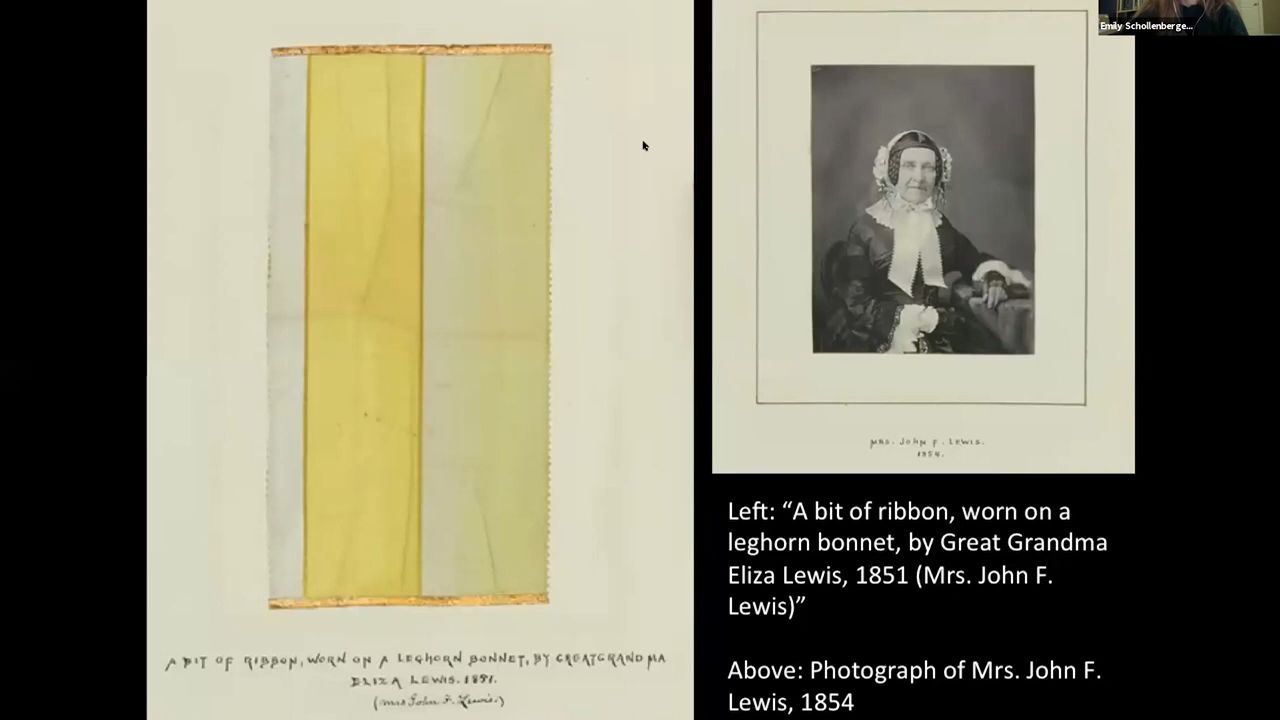 A BIT OF RIBBON, WORN ON A LEGHORN BONNET, BY GREATGRANDMA
ELIZA LEWIS. 1851.
(Mrs John F. Lewis.)
MRS. JOHN F. LEWIS.
1854.
Emily Schollenberge...
Left: “A bit of ribbon, worn on a
leghorn bonnet, by Great Grandma
Eliza Lewis, 1851 (Mrs. John F.
Lewis)”
Above: Photograph of Mrs. John F.
Lewis, 1854